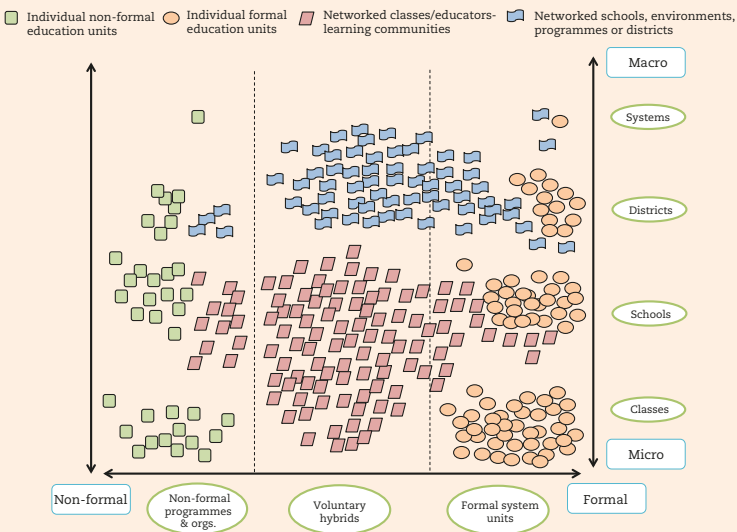 Individual non-formal
education units
Individual formal
education units
Networked classes/educators-
learning communities
Networked schools, environments,
programmes or districts
Macro
Systems
Districts
Schools
Classes
Micro
Non-formal
Non-formal
programmes
& orgs.
Voluntary
hybrids
Formal system
units
Formal